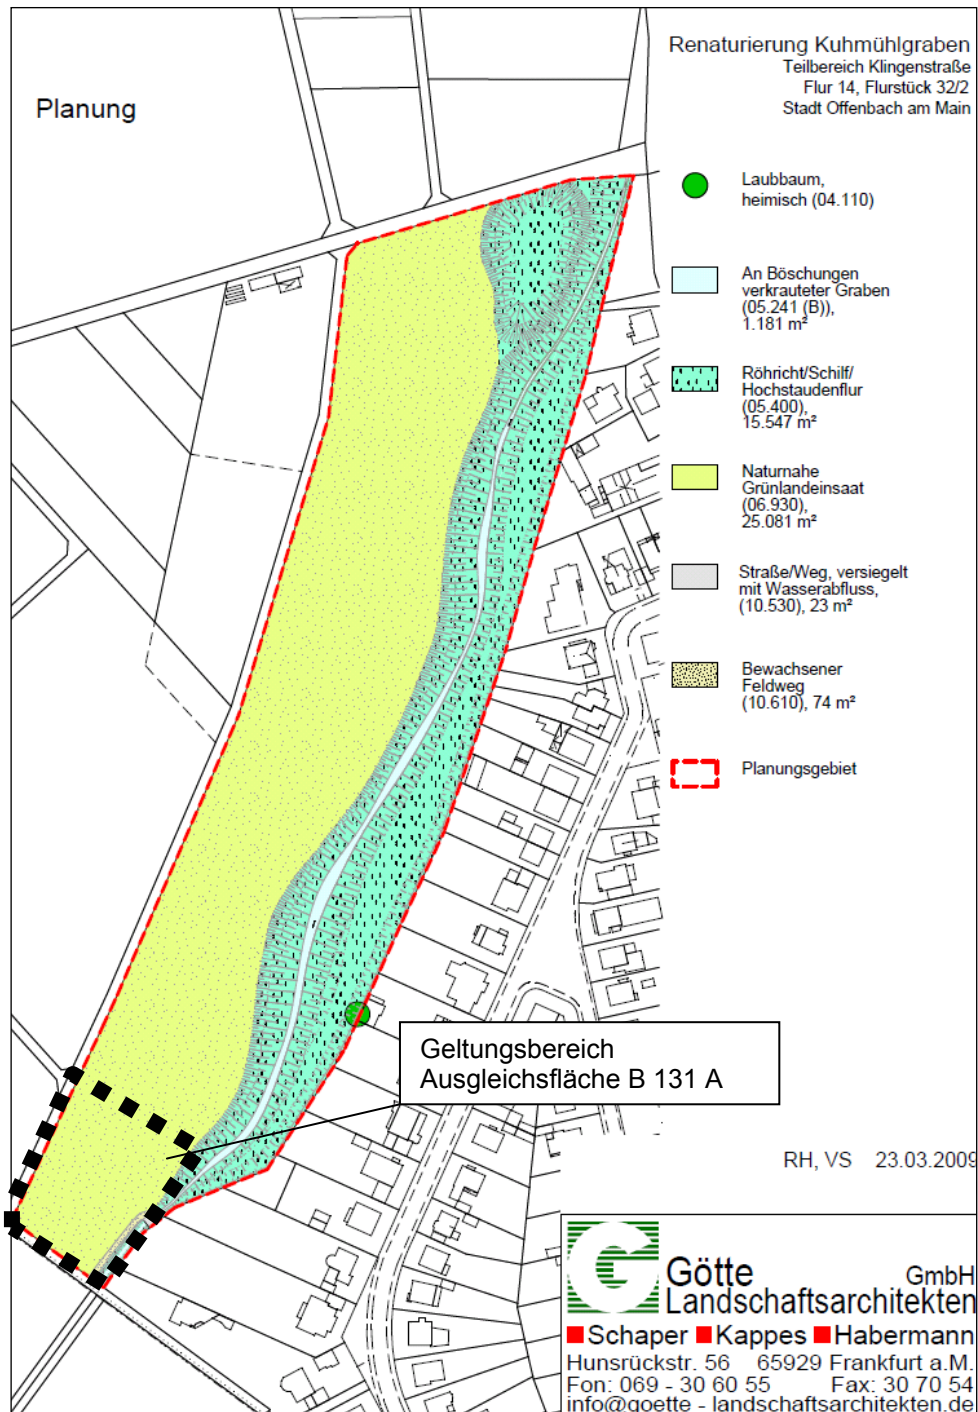 Planung
Renaturierung Kuhmühlgraben
Teilbereich Klingenstraße
Flur 14, Flurstück 32/2
Stadt Offenbach am Main
Laubbaum,
heimisch (04.110)
An Böschungen
verkrauteter Graben
(05.241 (B)),
1.181 m²
Röhricht/Schilf/
Hochstaudenflur
(05.400),
15.547 m²
Naturnahe
Grünlandeinsaat
(06.930),
25.081 m²
Straße/Weg, versiegelt
mit Wasserabfluss,
(10.530), 23 m²
Bewachsener
Feldweg
(10.610), 74 m²
Planungsgebiet
Geltungsbereich
Ausgleichsfläche B 131 A
RH, VS 23.03.2009
Götte GmbH
Landschaftsarchitekten
Schaper Kappes Habermann
Hunsrückstr. 56 65929 Frankfurt a.M.
Fon: 069 - 30 60 55 Fax: 30 70 54
info@goette - landschaftsarchitekten.de